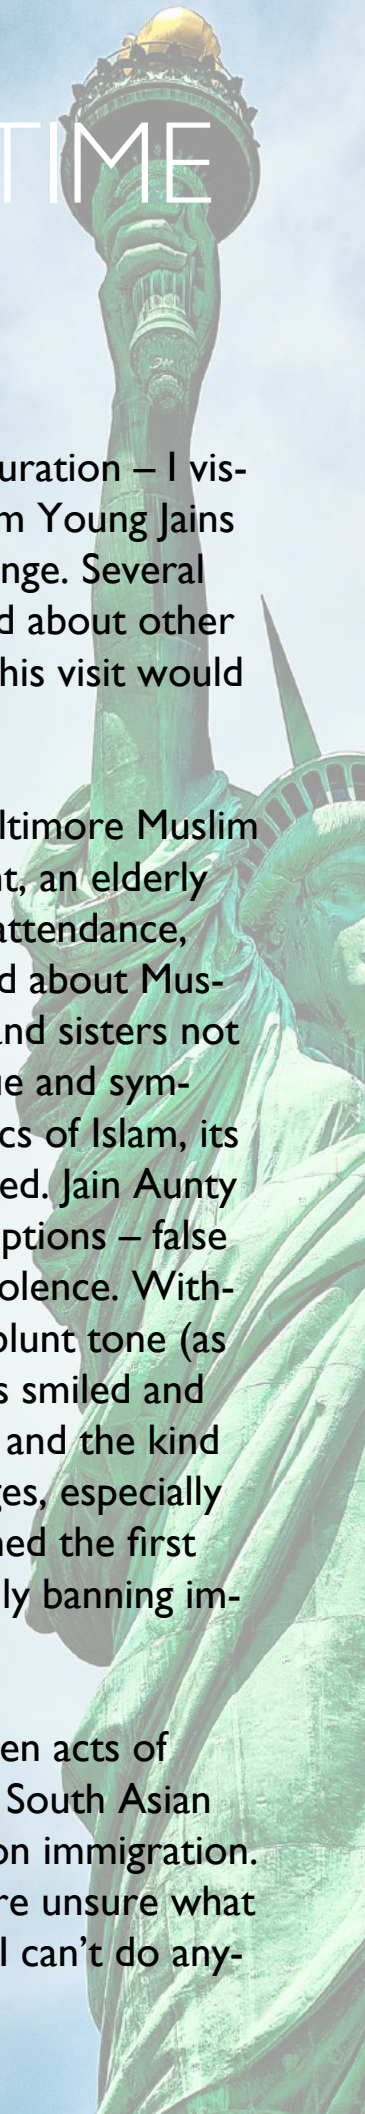 TIME
uration – I vis-
m Young Jains
nge. Several
d about other
his visit would
ltimore Muslim
t, an elderly
attendance,
d about Mus-
and sisters not
ue and sym-
cs of Islam, its
ed. Jain Aunty
ptions – false
olence. With-
blunt tone (as
s smiled and
and the kind
ges, especially
ned the first
ly banning im-
en acts of
South Asian
on immigration.
re unsure what
I can’t do any-